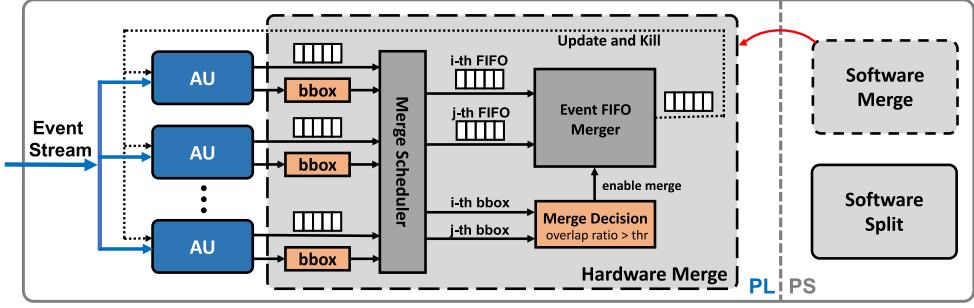 Update and Kill
AU
bbox
i-th FIFO
Event
Stream
AU
bbox
Merge Scheduler
j-th FIFO
Event FIFO
Merger
Software
Merge
enable merge
AU
bbox
i-th bbox
j-th bbox
Merge Decision
overlap ratio > thr
Software
Split
Hardware Merge
PL
PS